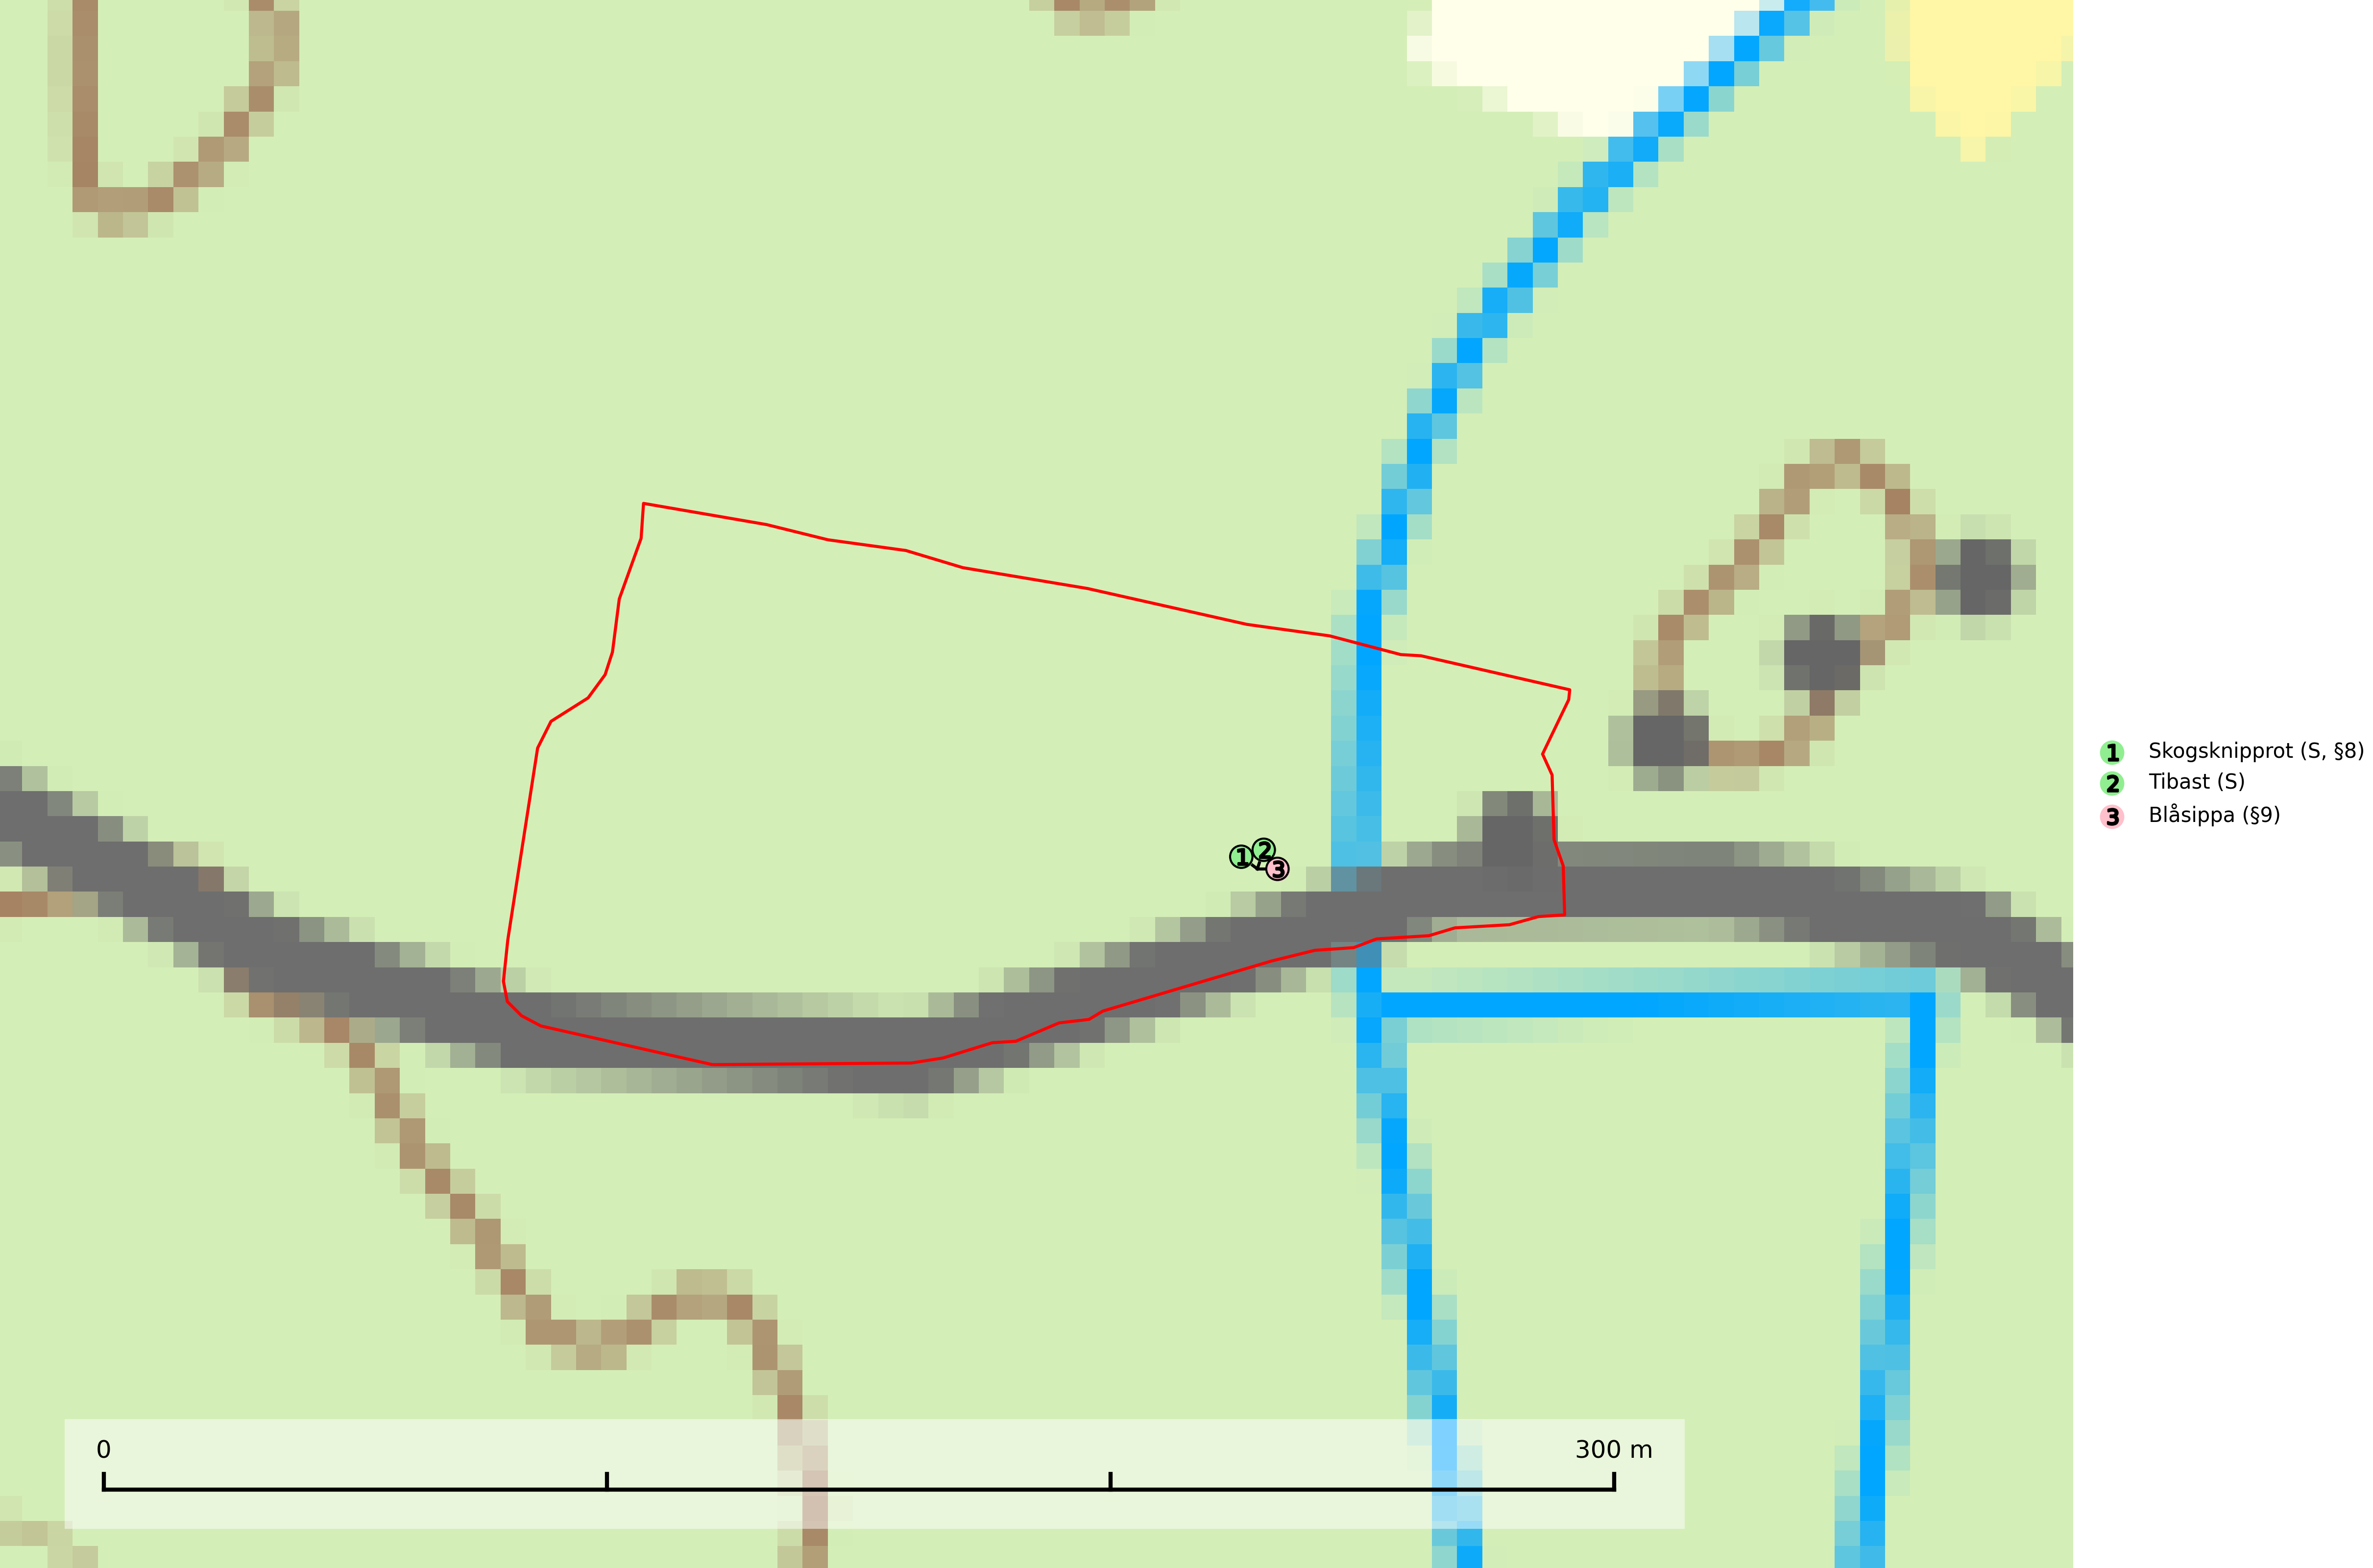 1 2 3
1 Skogsknipprot (S, §8)
2 Tibast (S)
3 Blåsippa (§9)
0 300 m